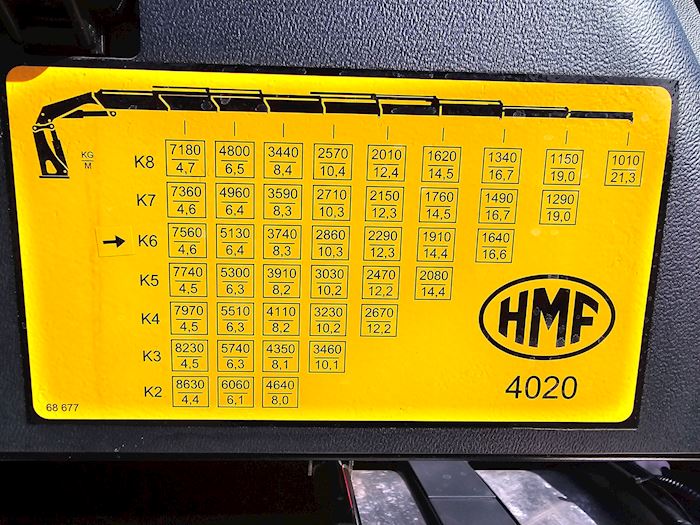 KG
M
K8 7180 4800 3440 2570 2010 1620 1340 1150 1010
4,7 6,5 8,4 10,4 12,4 14,5 16,7 19,0 21,3
K7 7360 4960 3590 2710 2150 1760 1490 1290
4,6 6,4 8,3 10,3 12,3 14,5 16,7 19,0
K6 7560 5130 3740 2860 2290 1910 1640
4,6 6,4 8,3 10,3 12,3 14,4 16,6
K5 7740 5300 3910 3030 2470 2080
4,5 6,3 8,2 10,2 12,2 14,4
K4 7970 5510 4110 3230 2670
4,5 6,3 8,2 10,2 12,2
K3 8230 5740 4350 3460
4,5 6,3 8,1 10,1
K2 8630 6060 4640
4,4 6,1 8,0
HMF
4020
68 677